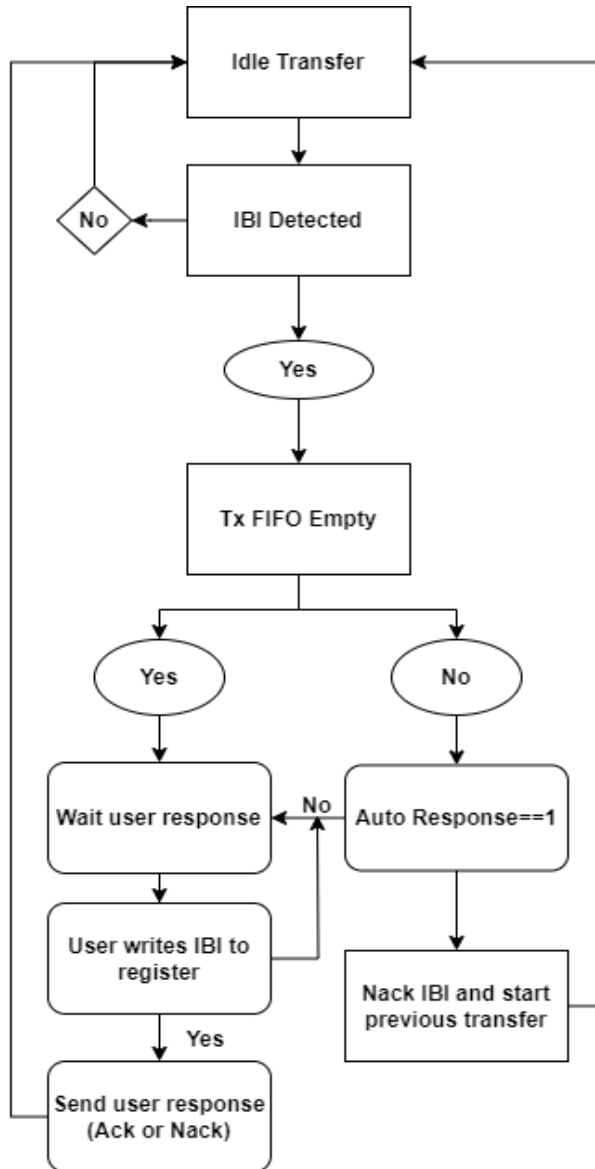 Idle Transfer
No
IBI Detected
Yes
Tx FIFO Empty
Yes
No
Wait user response
No
Auto Response==1
User writes IBI to
register
Nack IBI and start
previous transfer
Yes
Send user response
(Ack or Nack)